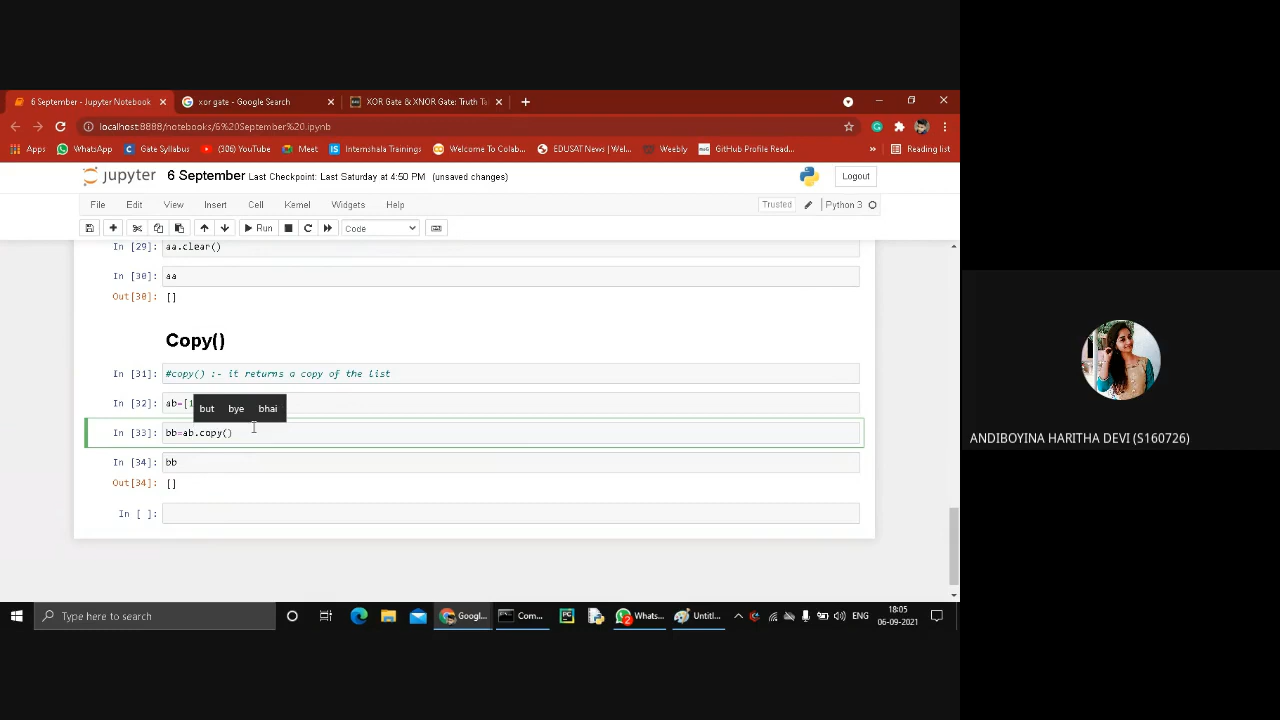 6 September - Jupyter Notebook
xor gate - Google Search
XOR Gate & XNOR Gate: Truth Ta
localhost:8888/notebooks/6%20September%20.ipynb
Apps WhatsApp Gate Syllabus (306) YouTube Meet Internshala Trainings Welcome To Colab... EDUSAT News | Wel... Weebly GitHub Profile Read... » Reading list
jupyter 6 September Last Checkpoint: Last Saturday at 4:50 PM (unsaved changes) Logout
File Edit View Insert Cell Kernel Widgets Help Trusted Python 3
Run Code
In [29]: aa.clear()
In [30]: aa
Out[30]: []
Copy()
In [31]: #copy() :- it returns a copy of the list
In [32]: ab=[1
but bye bhai
In [33]: bb=ab.copy()
In [34]: bb
Out[34]: []
In [ ]:
ANDIBOYINA HARITHA DEVI (S160726)
Type here to search
Googl...
Com...
2 Whats...
Untitl...
ENG
18:05
06-09-2021